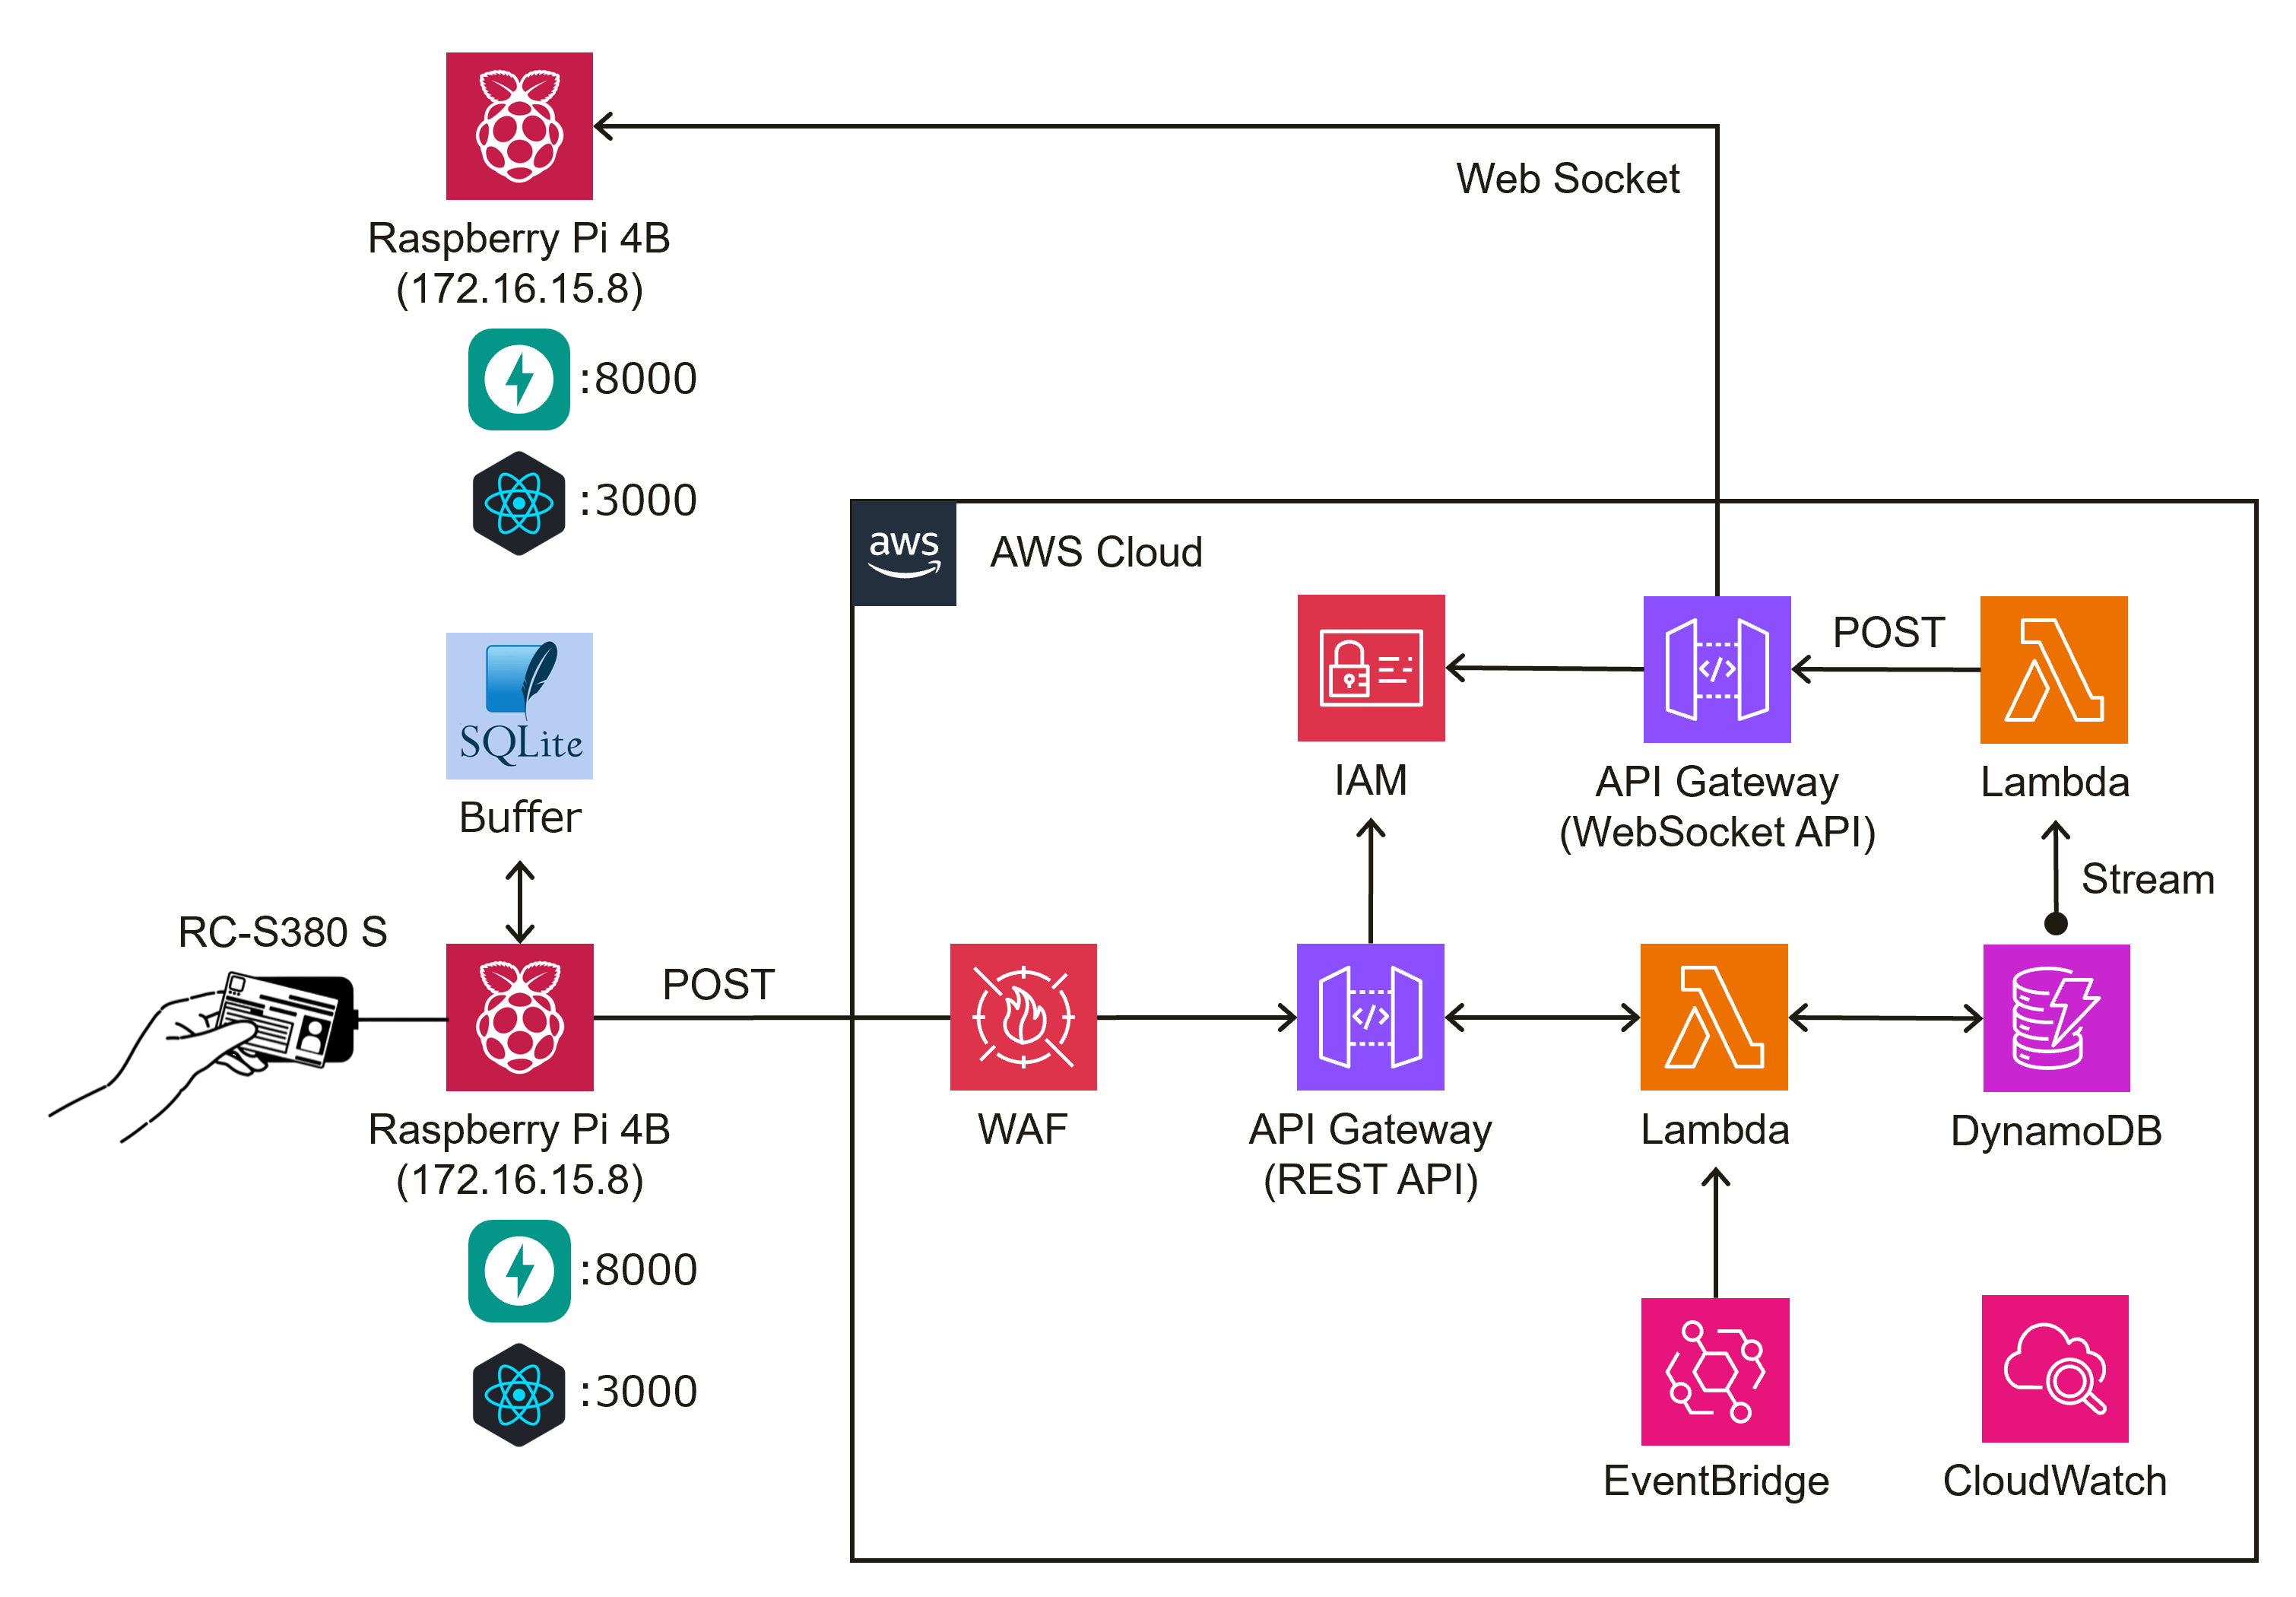 Web Socket
Raspberry Pi 4B
(172.16.15.8)
:8000
:3000
aws
AWS Cloud
SQLite
Buffer
IAM
API Gateway
(WebSocket API)
POST
Lambda
Stream
RC-S380 S
POST
Raspberry Pi 4B
(172.16.15.8)
:8000
:3000
WAF
API Gateway
(REST API)
Lambda
DynamoDB
EventBridge
CloudWatch